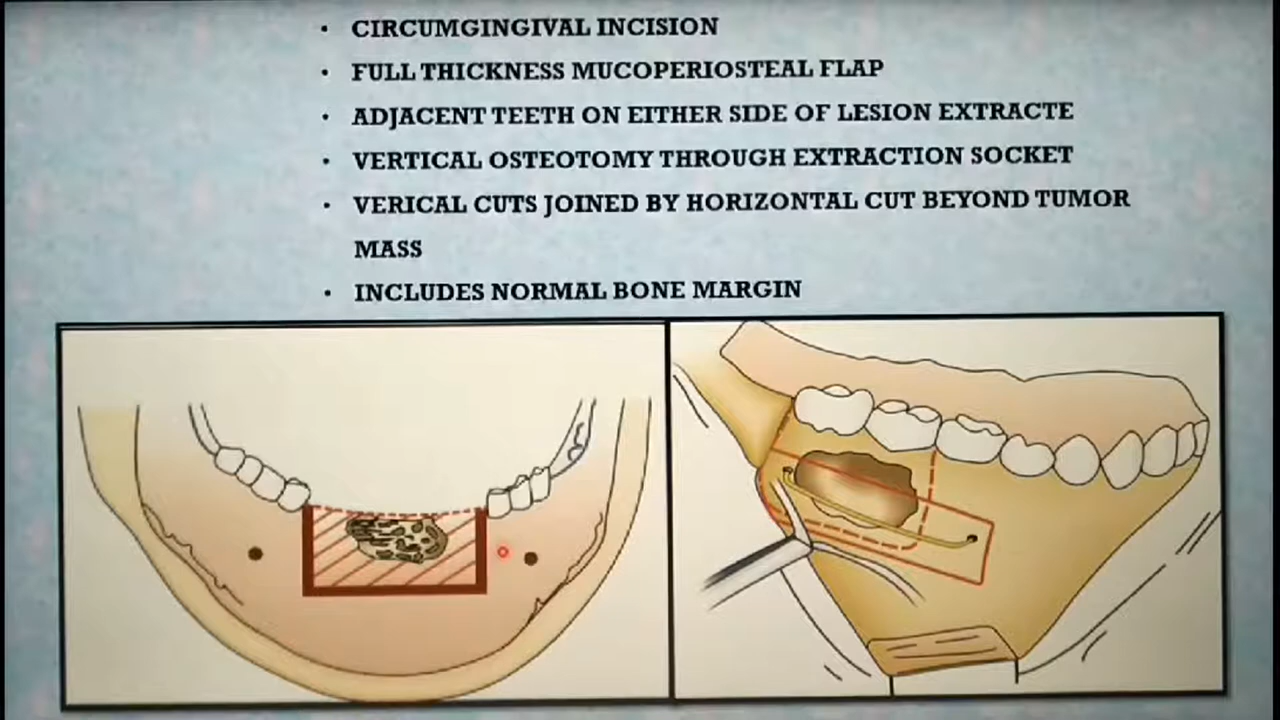 • CIRCUMGINGIVAL INCISION
• FULL THICKNESS MUCOPERIOSTEAL FLAP
• ADJACENT TEETH ON EITHER SIDE OF LESION EXTRACTE
• VERTICAL OSTEOTOMY THROUGH EXTRACTION SOCKET
• VERICAL CUTS JOINED BY HORIZONTAL CUT BEYOND TUMOR
MASS
• INCLUDES NORMAL BONE MARGIN